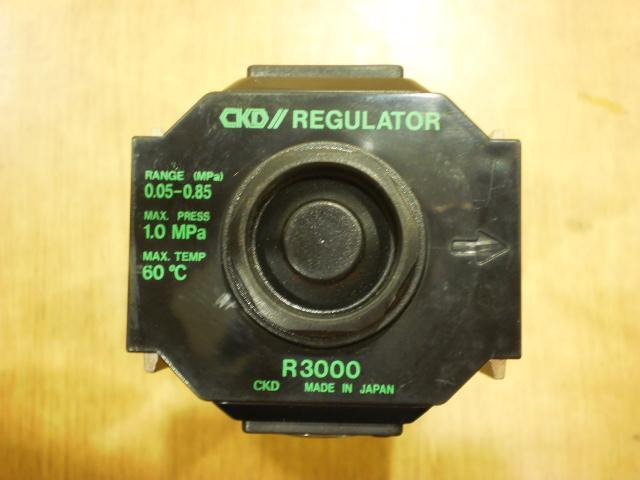 CKD// REGULATOR
RANGE (MPa)
0.05-0.85
MAX. PRESS
1.0 MPa
MAX. TEMP
60 °C
R3000
CKD MADE IN JAPAN